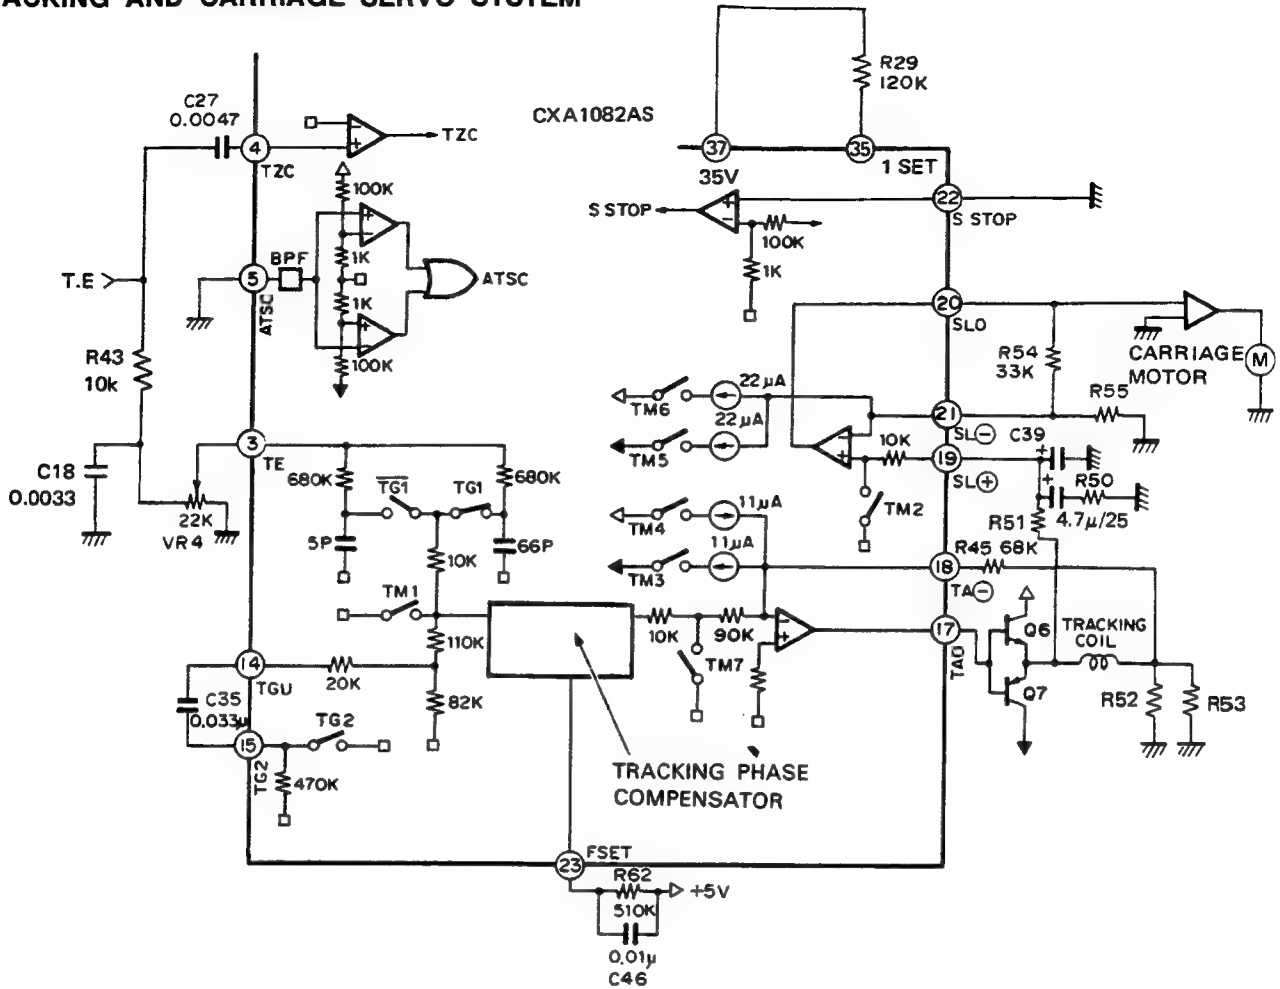 ACKING AND CARRIAGE SERVO SYSTEM
R29
120K
C27
0.0047
CXA1082AS
4
TZC
TZC
37
35
35V
1 SET
100K
S STOP
22
S STOP
100K
1K
BPF
1K
T.E
5
ATSC
ATSC
1K
20
SLO
100K
R43
10k
R54
33K
CARRIAGE
MOTOR
M
22µA
TM6
22µA
TM5
21
SL⊖
R55
10K
19
SL⊕
C39
+
+
R50
4.7µ/25
TM2
R51
3
TE
C18
0.0033
680K
TG1
TG1
680K
22K
VR4
5P
66P
10K
11µA
TM4
11µA
TM3
18
TA⊖
R45 68K
TM1
10K
90K
17
TAO
Q6
TRACKING
COIL
110K
TM7
14
TGU
20K
Q7
R52
R53
C35
0.033µ
82K
TG2
15
TG2
470K
TRACKING PHASE
COMPENSATOR
23
FSET
R62
510K
+5V
0.01µ
C46